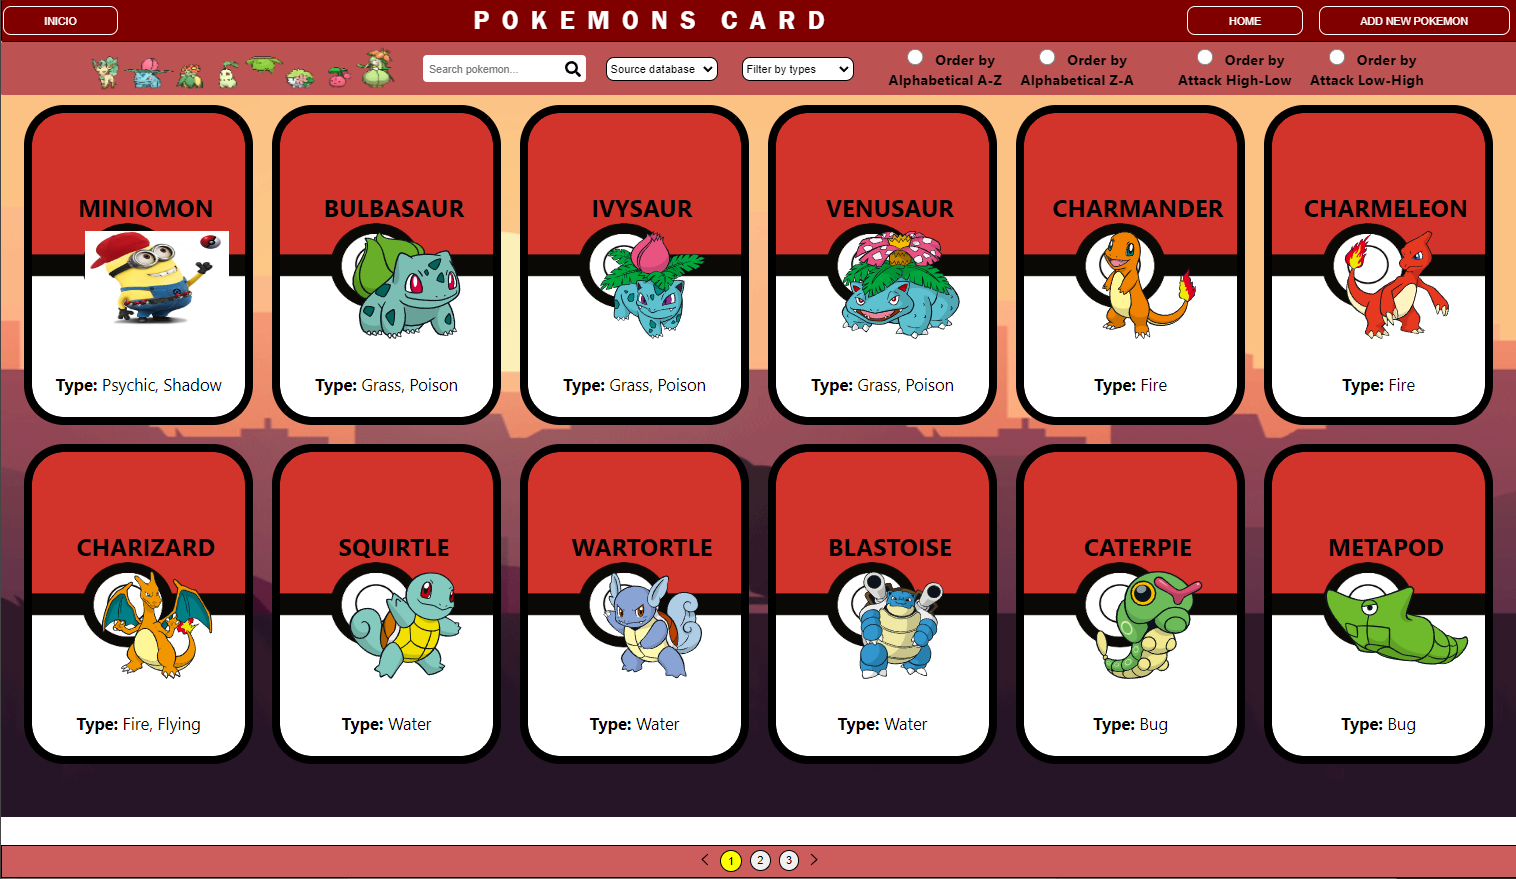 INICIO
POKEMONS CARD
HOME
ADD NEW POKEMON
Search pokemon...
Source database
Filter by types
Order by
Alphabetical A-Z
Order by
Alphabetical Z-A
Order by
Attack High-Low
Order by
Attack Low-High
MINIOMON
Type: Psychic, Shadow
BULBASAUR
Type: Grass, Poison
IVYSAUR
Type: Grass, Poison
VENUSAUR
Type: Grass, Poison
CHARMANDER
Type: Fire
CHARMELEON
Type: Fire
CHARIZARD
Type: Fire, Flying
SQUIRTLE
Type: Water
WARTORTLE
Type: Water
BLASTOISE
Type: Water
CATERPIE
Type: Bug
METAPOD
Type: Bug
1 2 3